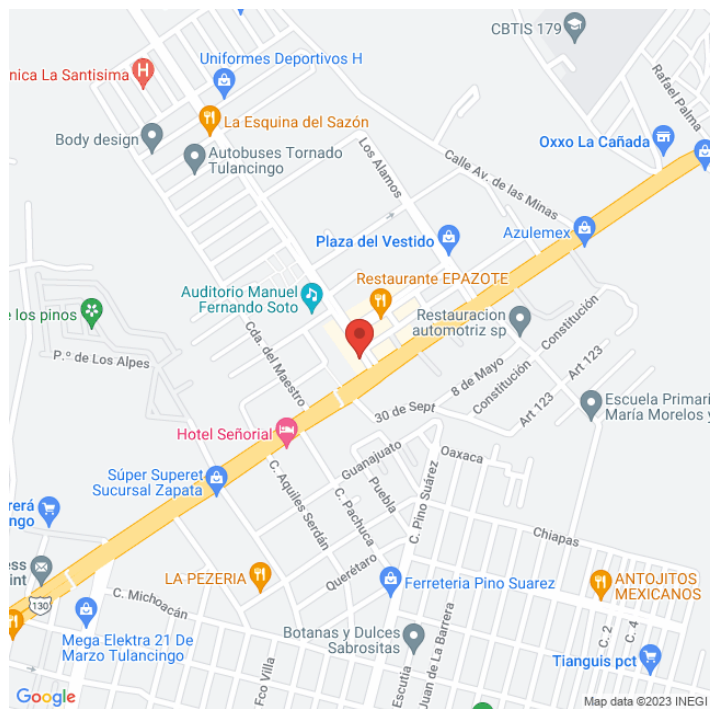 CBTIS 179
Uniformes Deportivos H
nica La Santisima
Rafael Palma
La Esquina del Sazón
Body design
Oxxo La Cañada
Autobuses Tornado
Tulancingo
Los Alamos
Calle Av. de las Minas
Azulemex
Plaza del Vestido
Restaurante EPAZOTE
Auditorio Manuel
Fernando Soto
e los pinos
Restauracion
automotriz sp
Constitución
Cda. del Maestro
P.º de Los Alpes
8 de Mayo
Constitución
Art 123
Art 123
Escuela Primari
María Morelos y
30 de Sept
Hotel Señorial
Guanajuato
Oaxaca
Súper Superet
Sucursal Zapata
C. Aquiles Serdán
C. Pachuca
Puebla
C. Pino Suárez
rerá
ngo
Chiapas
ess
int
LA PEZERIA
Querétaro
Ferreteria Pino Suarez
ANTOJITOS
MEXICANOS
130
C. Michoacán
Mega Elektra 21 De
Marzo Tulancingo
Botanas y Dulces
Sabrositas
Juan de La Barrera
C. 2
C. 4
Tianguis pct
Fco Villa
Escutia
Google
Map data ©2023 INEGI